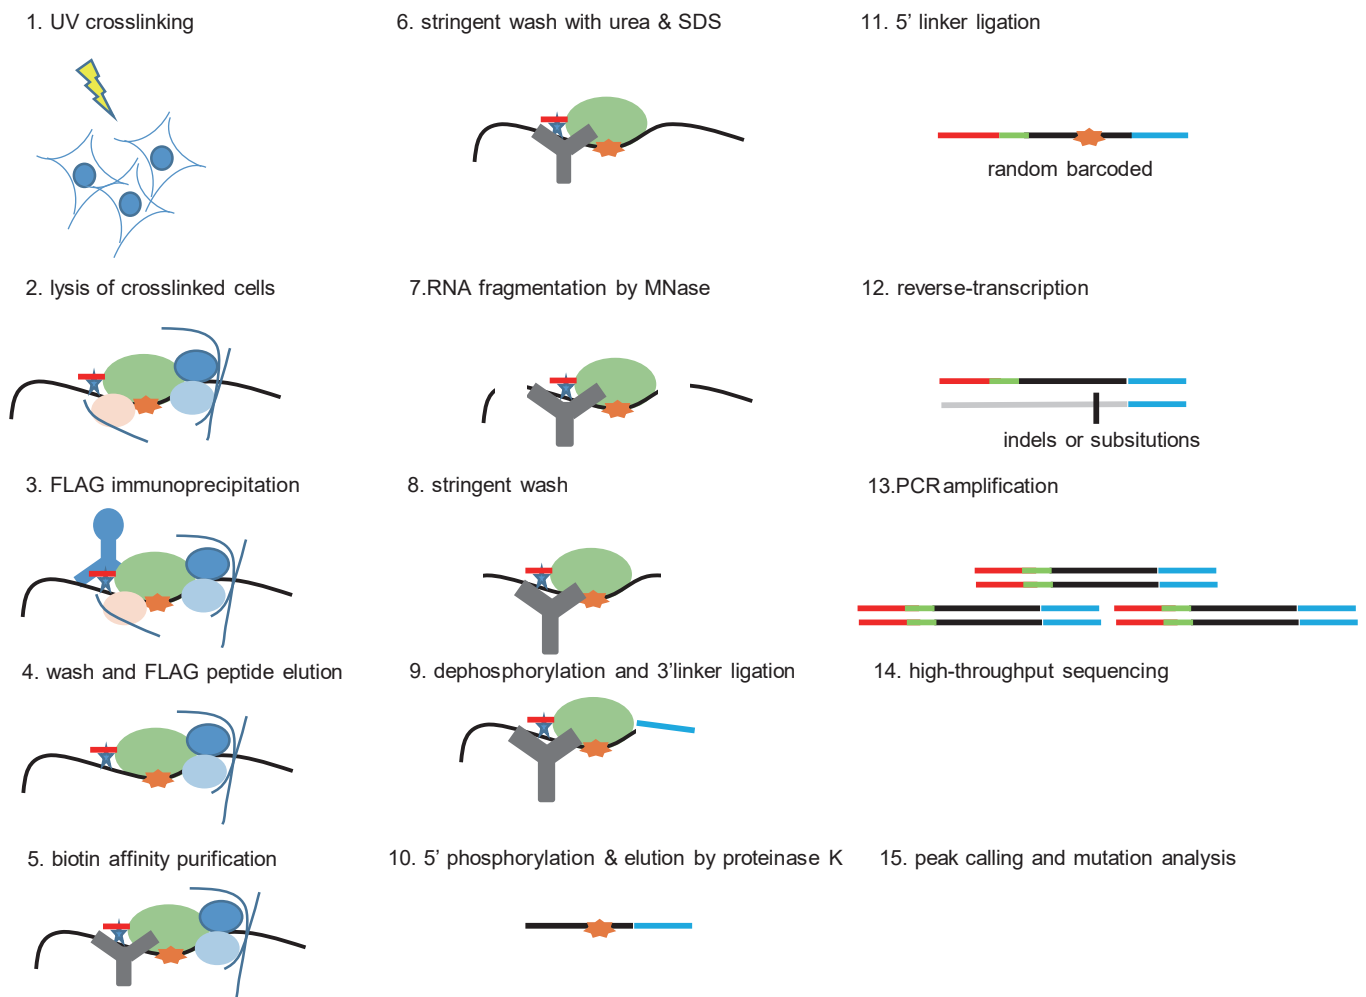 1. UV crosslinking
2. lysis of crosslinked cells
3. FLAG immunoprecipitation
4. wash and FLAG peptide elution
5. biotin affinity purification
6. stringent wash with urea & SDS
7.RNA fragmentation by MNase
8. stringent wash
9. dephosphorylation and 3'linker ligation
10. 5’ phosphorylation & elution by proteinase K
11. 5’ linker ligation
random barcoded
12. reverse-transcription
indels or subsitutions
13.PCR amplification
14. high-throughput sequencing
15. peak calling and mutation analysis